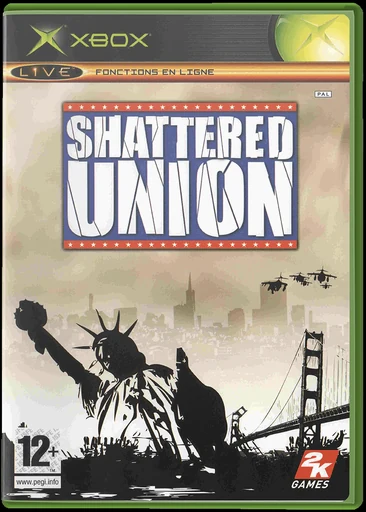 XBOX
LIVE FONCTIONS EN LIGNE
PAL
SHATTERED
UNION
12+
www.pegi.info
2K
GAMES